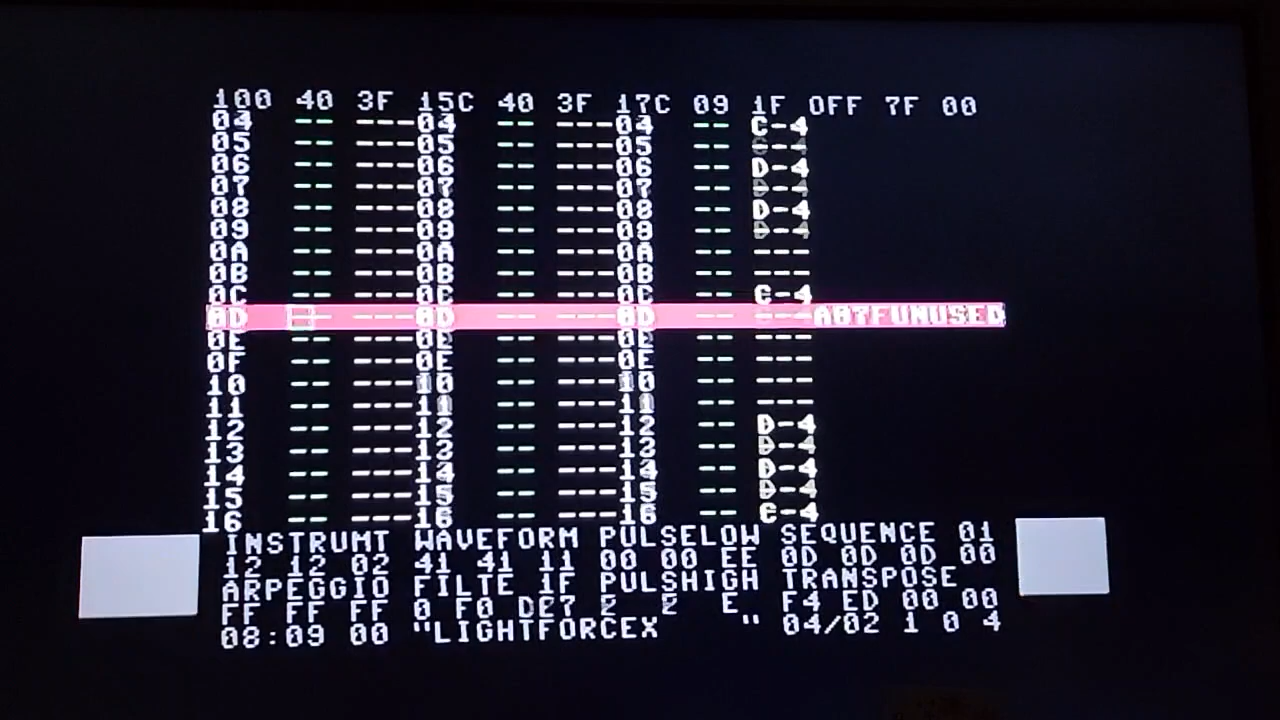 100 40 3F 15C 40 3F 17C 09 1F OFF 7F 00
04 -- ---04 -- ---04 -- C-4
05 -- ---05 -- ---05 -- C-4
06 -- ---06 -- ---06 -- D-4
07 -- ---07 -- ---07 -- D-4
08 -- ---08 -- ---08 -- D-4
09 -- ---09 -- ---09 -- D-4
0A -- ---0A -- ---0A -- ---
0B -- ---0B -- ---0B -- ---
0C -- ---0C -- ---0C -- C-4
0D -- ---0D -- ---0D --
0E -- ---0E -- ---0E -- ---
0F -- ---0E -- ---0E -- ---
10 -- ---10 -- ---10 -- ---
11 -- ---11 -- ---11 -- ---
12 -- ---12 -- ---12 -- D-4
13 -- ---13 -- ---13 -- D-4
14 -- ---14 -- ---14 -- D-4
15 -- ---15 -- ---15 -- D-4
16 -- ---16 -- ---16 -- C-4
INSTRUMT WAVEFORM PULSELOW SEQUENCE 01
12 12 02 41 41 11 00 00 EE 0D 0D 0D 00
ARPEGGIO FILTE 1F PULSHIGH TRANSPOSE
FF FF FF 0 F0 DE7 E E E F4 ED 00 00
08:09 00 "LIGHTFORCEX " 04/02 1 0 4